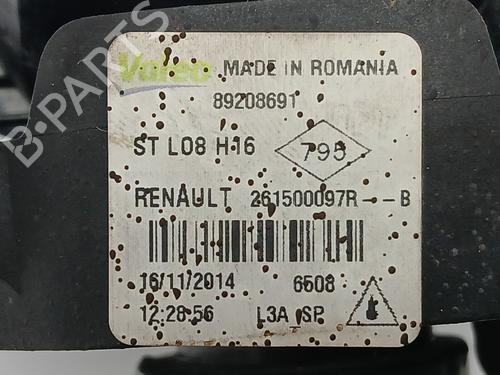 Valeo MADE IN ROMANIA
89208691
ST L08 H16 795
RENAULT 261500097R--B
16/11/2014 6508
12:28:56 L3A SP
B-PARTS